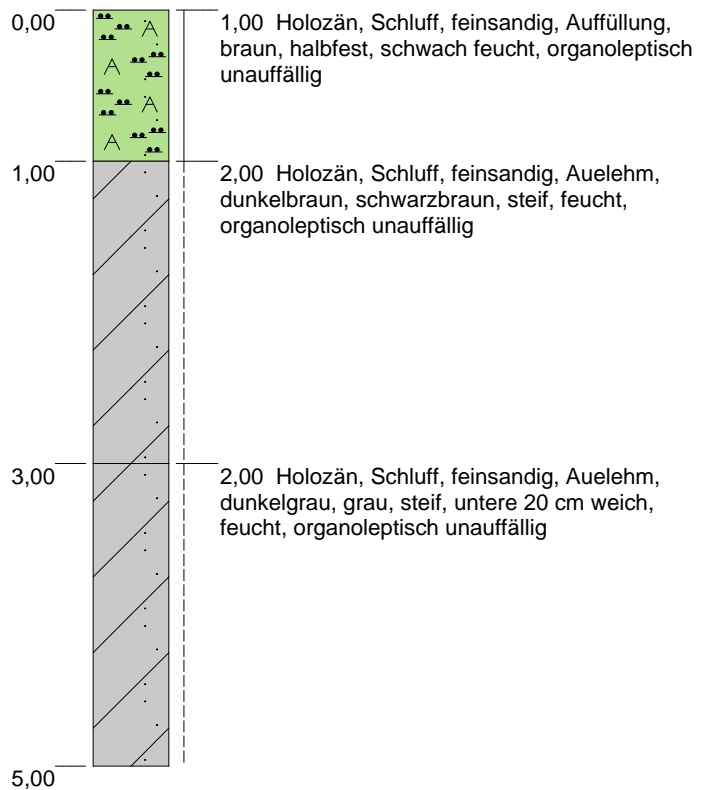 0,00
1,00 Holozän, Schluff, feinsandig, Auffüllung,
braun, halbfest, schwach feucht, organoleptisch
unauffällig
1,00
2,00 Holozän, Schluff, feinsandig, Auelehm,
dunkelbraun, schwarzbraun, steif, feucht,
organoleptisch unauffällig
3,00
2,00 Holozän, Schluff, feinsandig, Auelehm,
dunkelgrau, grau, steif, untere 20 cm weich,
feucht, organoleptisch unauffällig
5,00